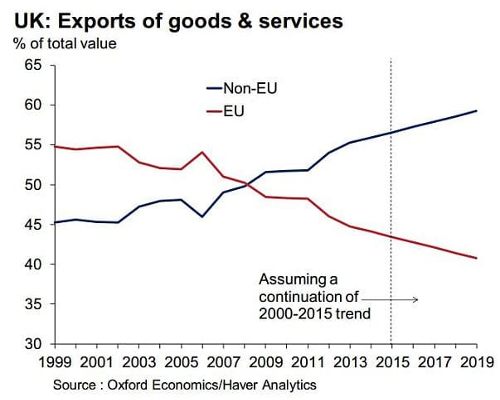 UK: Exports of goods & services
% of total value
65
60
55
50
45
40
35
30
Non-EU
EU
Assuming a
continuation of
2000-2015 trend
1999 2001 2003 2005 2007 2009 2011 2013 2015 2017 2019
Source : Oxford Economics/Haver Analytics